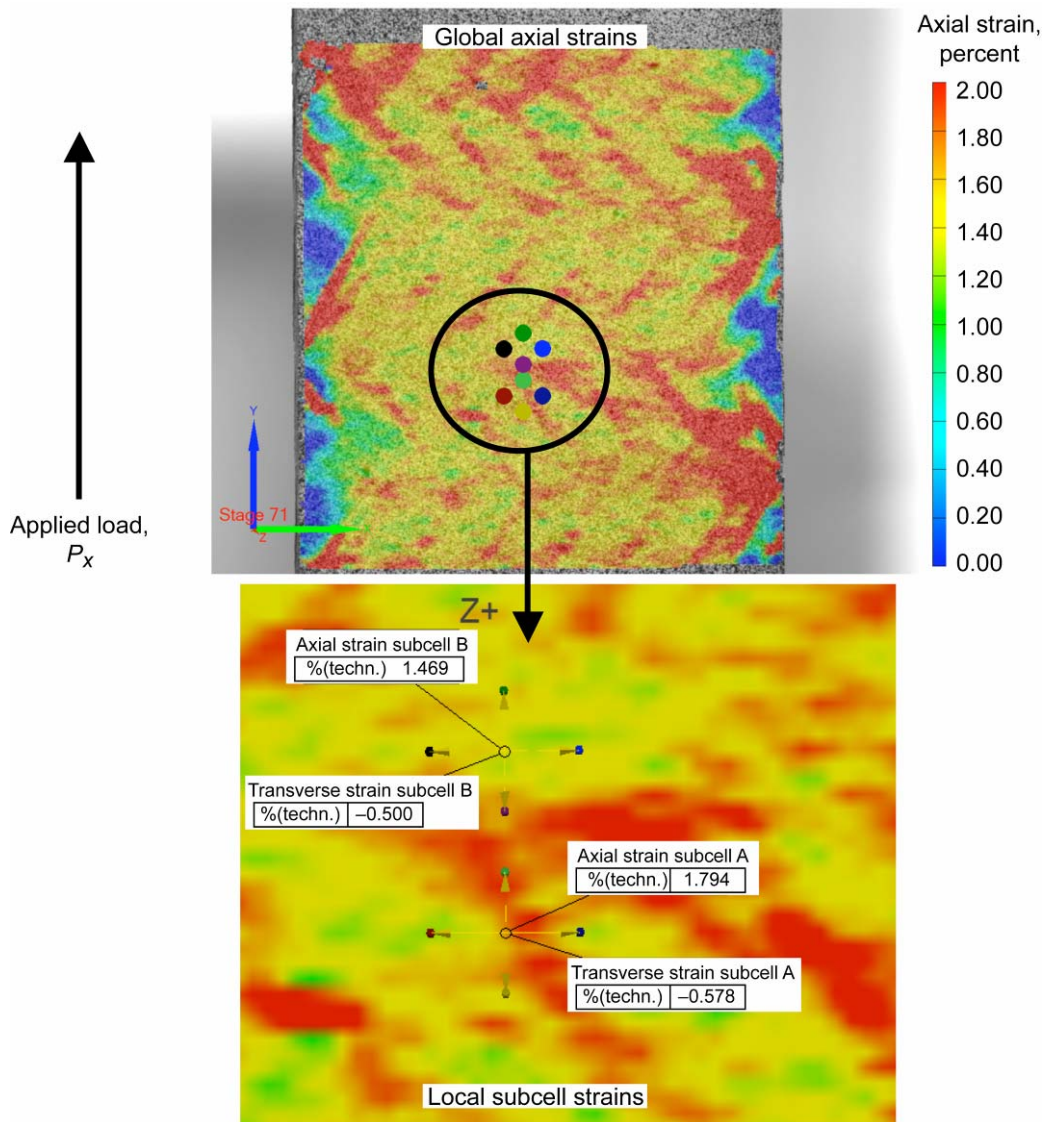 Global axial strains
Axial strain,
percent
2.00
1.80
1.60
1.40
1.20
1.00
0.80
0.60
0.40
0.20
0.00
Applied load,
Px
Y
Stage 71
Z
Z+
Axial strain subcell B
%(techn.) 1.469
Transverse strain subcell B
%(techn.) –0.500
Axial strain subcell A
%(techn.) 1.794
Transverse strain subcell A
%(techn.) –0.578
Local subcell strains